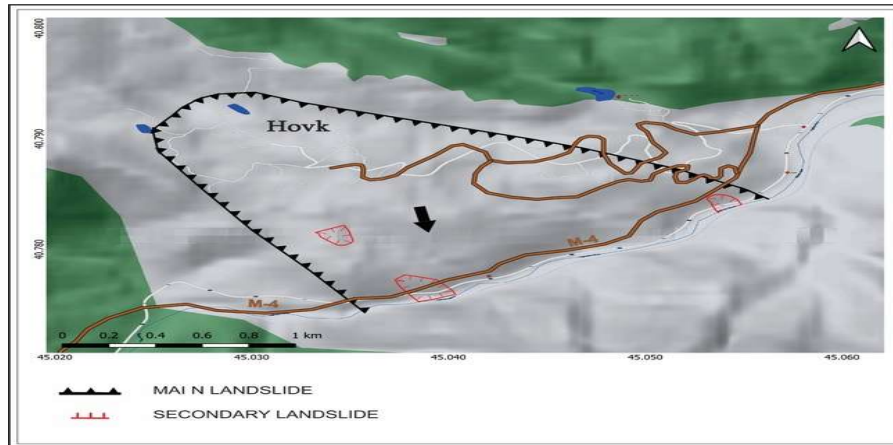 40.800
40.790
40.780
Hovk
M-4
M-4
0 0.2 0.4 0.6 0.8 1 km
45.020 45.030 45.040 45.050 45.060
MAI N LANDSLIDE
SECONDARY LANDSLIDE